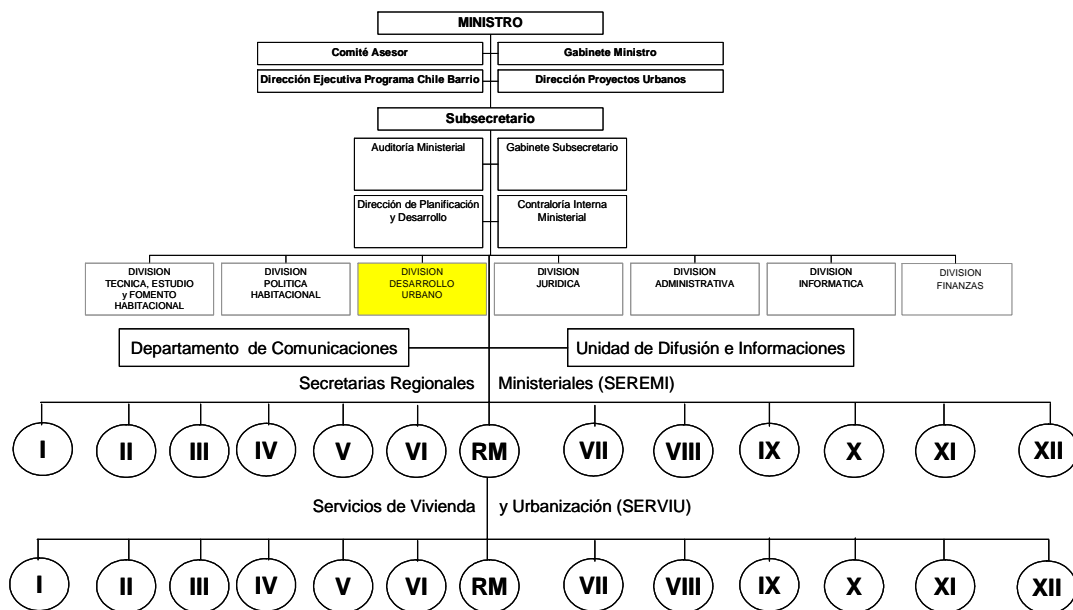 MINISTRO
Comité Asesor
Gabinete Ministro
Dirección Ejecutiva Programa Chile Barrio
Dirección Proyectos Urbanos
Subsecretario
Auditoría Ministerial
Gabinete Subsecretario
Dirección de Planificación
y Desarrollo
Contraloría Interna
Ministerial
DIVISION
TECNICA, ESTUDIO
y FOMENTO
HABITACIONAL
DIVISION
POLITICA
HABITACIONAL
DIVISION
DESARROLLO
URBANO
DIVISION
JURIDICA
DIVISION
ADMINISTRATIVA
DIVISION
INFORMATICA
DIVISION
FINANZAS
Departamento de Comunicaciones
Unidad de Difusión e Informaciones
Secretarias Regionales Ministeriales (SEREMI)
I II III IV V VI RM VII VIII IX X XI XII
Servicios de Vivienda y Urbanización (SERVIU)
I II III IV V VI RM VII VIII IX X XI XII